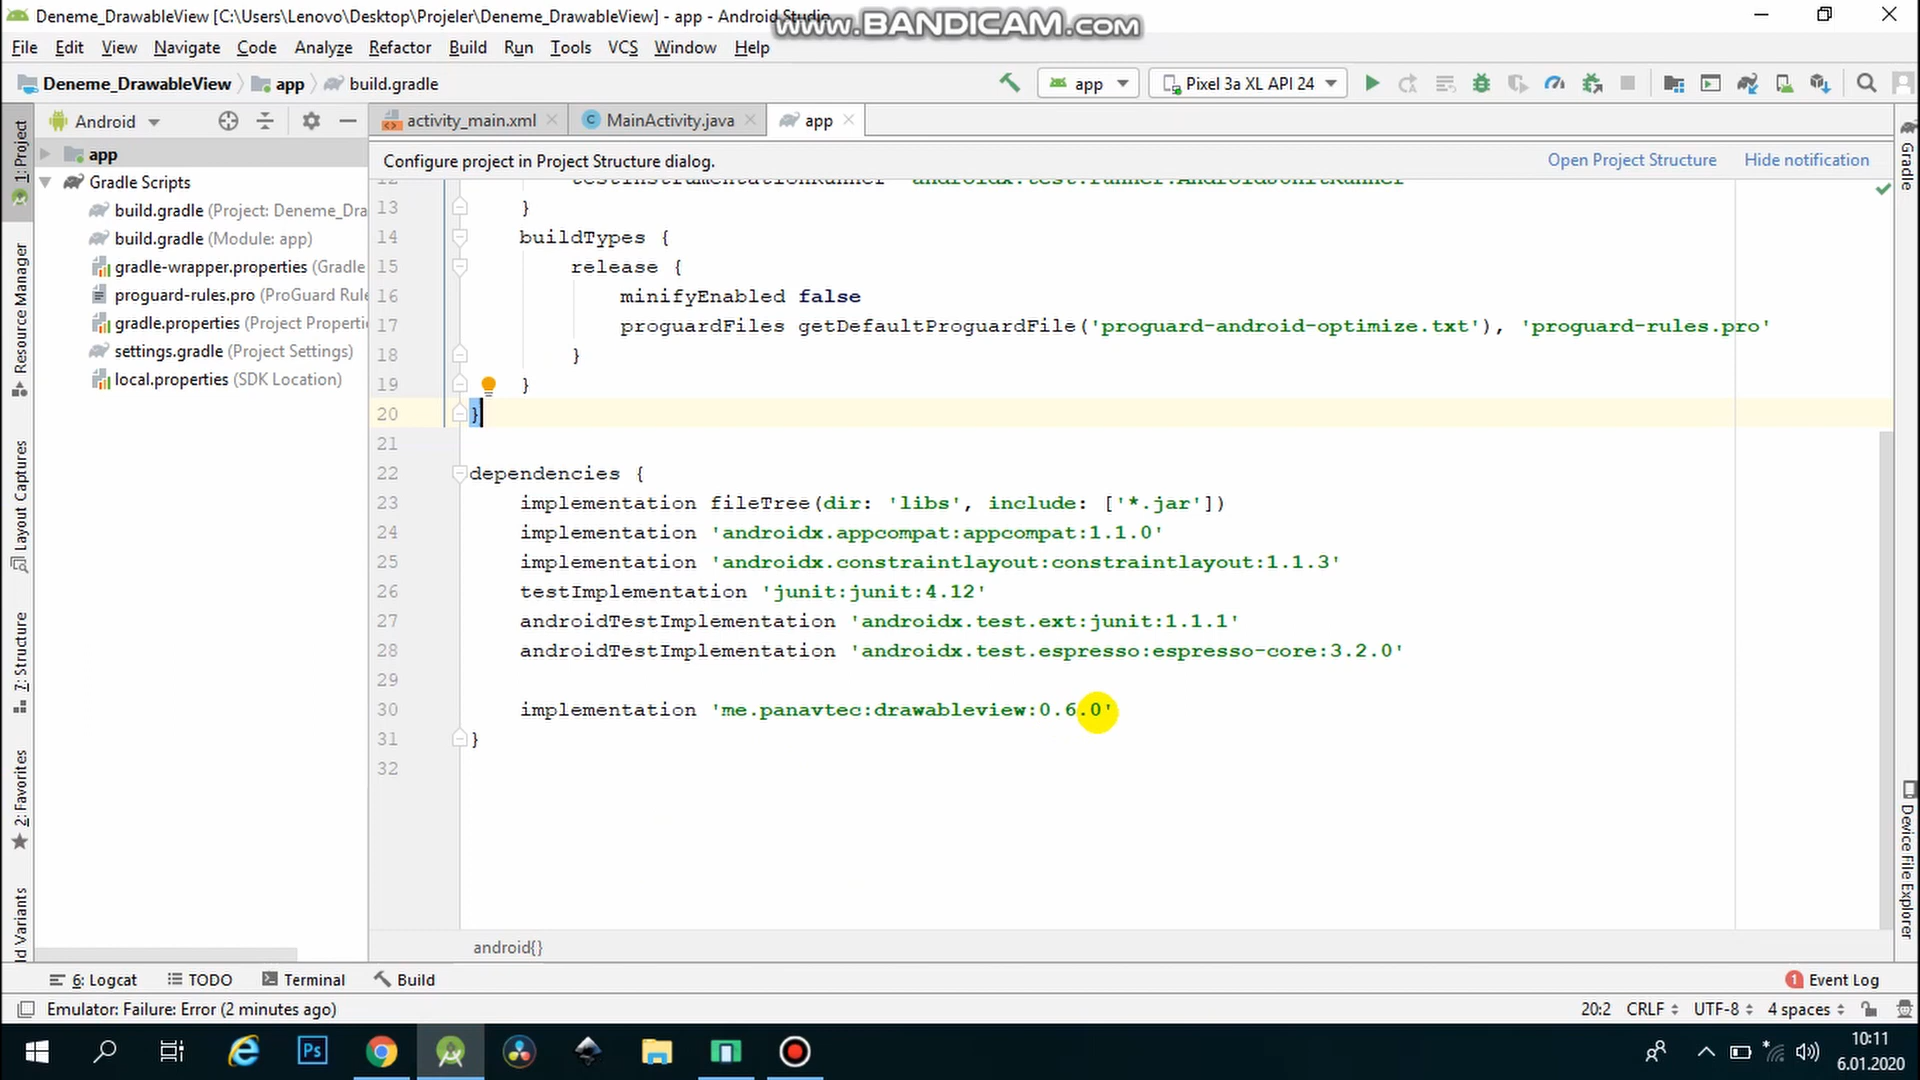 Deneme_DrawableView [C:\Users\Lenovo\Desktop\Projeler\Deneme_DrawableView] - app - Android Studio
www.BANDICAM.com
File Edit View Navigate Code Analyze Refactor Build Run Tools VCS Window Help
Deneme_DrawableView app build.gradle
app Pixel 3a XL API 24
Android
activity_main.xml MainActivity.java app
Configure project in Project Structure dialog. Open Project Structure Hide notification
1: Project
Resource Manager
Layout Captures
7: Structure
2: Favorites
ld Variants
app
Gradle Scripts
build.gradle (Project: Deneme_Dra
build.gradle (Module: app)
gradle-wrapper.properties (Gradle
proguard-rules.pro (ProGuard Rule
gradle.properties (Project Properti
settings.gradle (Project Settings)
local.properties (SDK Location)
12 testInstrumentationRunner "androidx.test.runner.AndroidJUnitRunner"
13 }
14 buildTypes {
15 release {
16 minifyEnabled false
17 proguardFiles getDefaultProguardFile('proguard-android-optimize.txt'), 'proguard-rules.pro'
18 }
19 }
20 }
21
22 dependencies {
23 implementation fileTree(dir: 'libs', include: ['*.jar'])
24 implementation 'androidx.appcompat:appcompat:1.1.0'
25 implementation 'androidx.constraintlayout:constraintlayout:1.1.3'
26 testImplementation 'junit:junit:4.12'
27 androidTestImplementation 'androidx.test.ext:junit:1.1.1'
28 androidTestImplementation 'androidx.test.espresso:espresso-core:3.2.0'
29
30 implementation 'me.panavtec:drawableview:0.6.0'
31 }
32
android{}
Gradle
Device File Explorer
6: Logcat TODO Terminal Build 1 Event Log
Emulator: Failure: Error (2 minutes ago) 20:2 CRLF UTF-8 4 spaces
Ps
10:11
6.01.2020